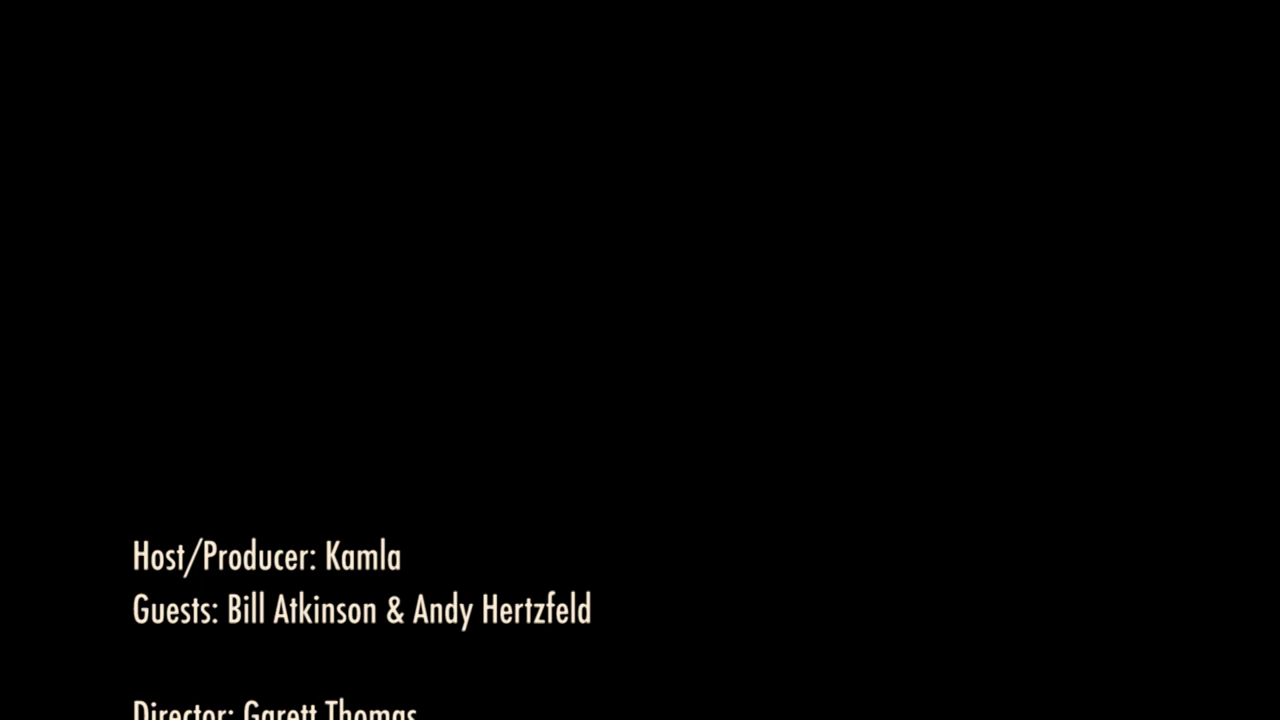 Host/Producer: Kamla
Guests: Bill Atkinson & Andy Hertzfeld
Director: Garett Thomas